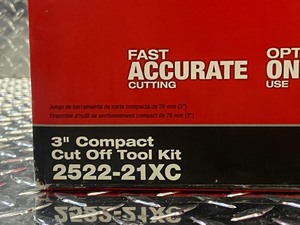 FAST
ACCURATE
CUTTING
OPT
ON
USE
Juego de herramienta de corte compacta de 76 mm (3")
Ensemble d'outil de sectionnement compact de 76 mm (3")
3" Compact
Cut Off Tool Kit
2522-21XC